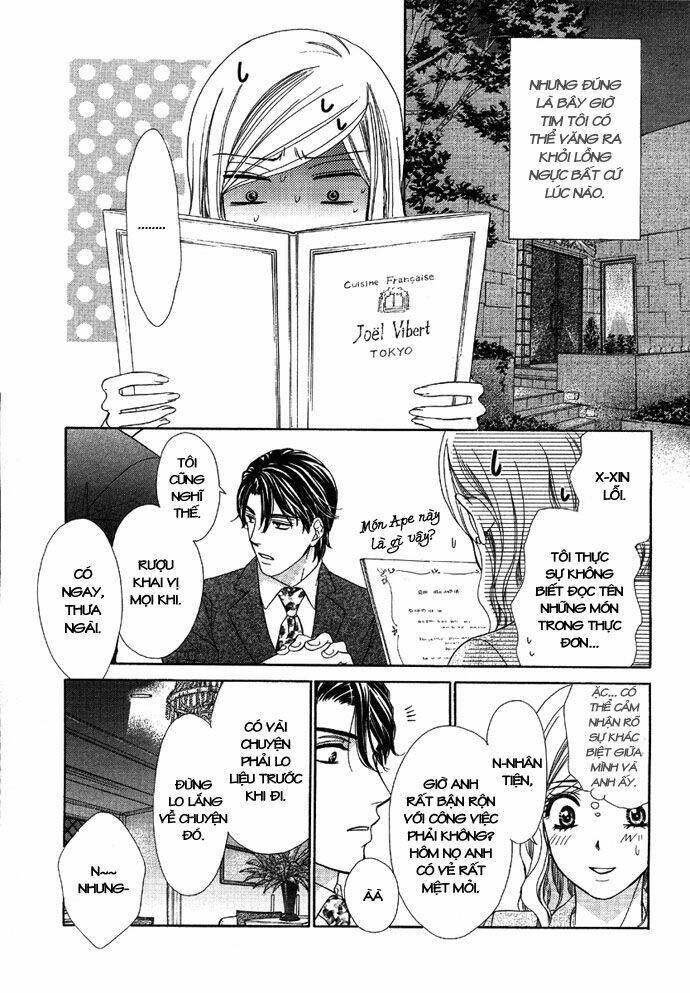 NHƯNG ĐÚNG
LÀ BÂY GIỜ
TIM TÔI CÓ
THỂ VĂNG RA
KHỎI LỒNG
NGỰC BẤT CỨ
LÚC NÀO.
........
Cuisine Française
Joël Vibert
TOKYO
X-XIN
LỖI.
TÔI THỰC
SỰ KHÔNG
BIẾT ĐỌC TÊN
NHỮNG MÓN
TRONG THỰC
ĐƠN...
Món Ape này
là gì vậy?
TÔI
CŨNG
NGHĨ
THẾ.
RƯỢU
KHAI VỊ
MỌI KHI.
CÓ
NGAY,
THƯA
NGÀI.
ẶC... CÓ
THỂ CẢM
NHẬN RÕ
SỰ KHÁC
BIỆT GIỮA
MÌNH VÀ
ANH ẤY.
N-NHÂN
TIỆN,
GIỜ ANH
RẤT BẬN RỘN
VỚI CÔNG VIỆC
PHẢI KHÔNG?
HÔM NỌ ANH
CÓ VẺ RẤT
MỆT MỎI.
ÀÀ
CÓ VÀI
CHUYỆN
PHẢI LO
LIỆU TRƯỚC
KHI ĐI.
ĐỪNG
LO LẮNG
VỀ CHUYỆN
ĐÓ.
N~~
NHƯNG-